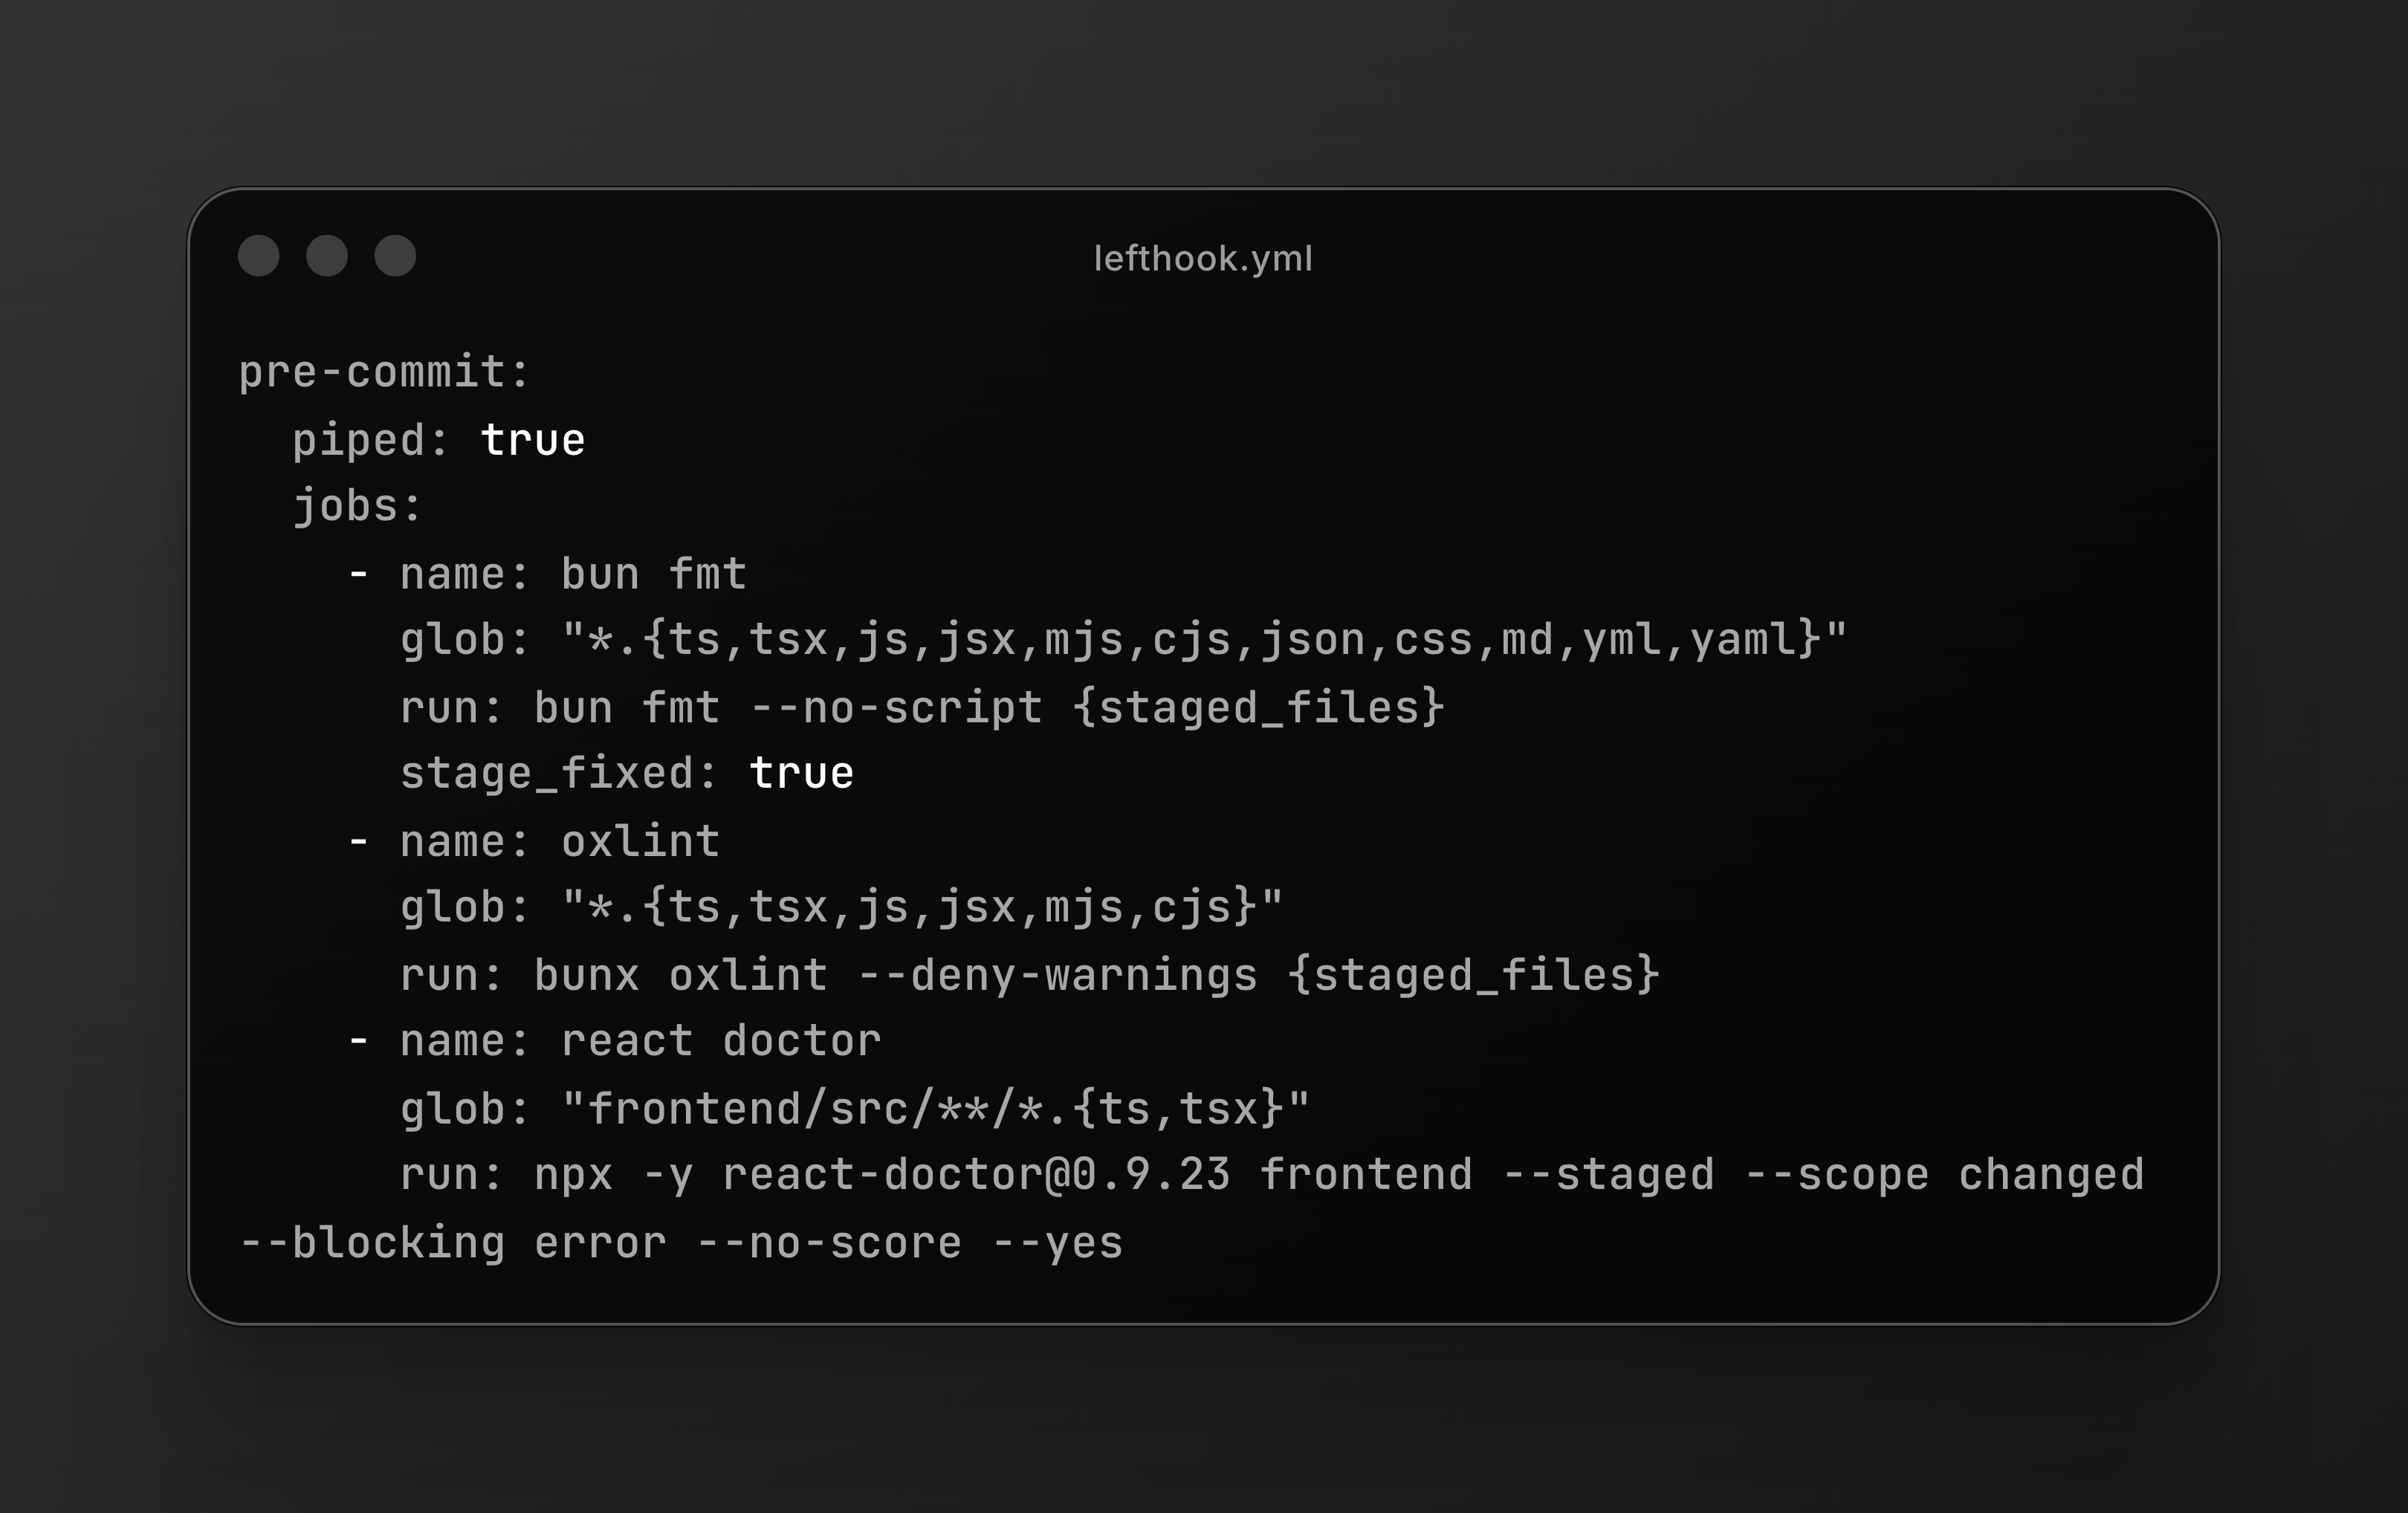 lefthook.yml
pre-commit:
  piped: true
  jobs:
    - name: bun fmt
      glob: "*.{ts,tsx,js,jsx,mjs,cjs,json,css,md,yml,yaml}"
      run: bun fmt --no-script {staged_files}
      stage_fixed: true
    - name: oxlint
      glob: "*.{ts,tsx,js,jsx,mjs,cjs}"
      run: bunx oxlint --deny-warnings {staged_files}
    - name: react doctor
      glob: "frontend/src/**/*.{ts,tsx}"
      run: npx -y react-doctor@0.9.23 frontend --staged --scope changed
--blocking error --no-score --yes